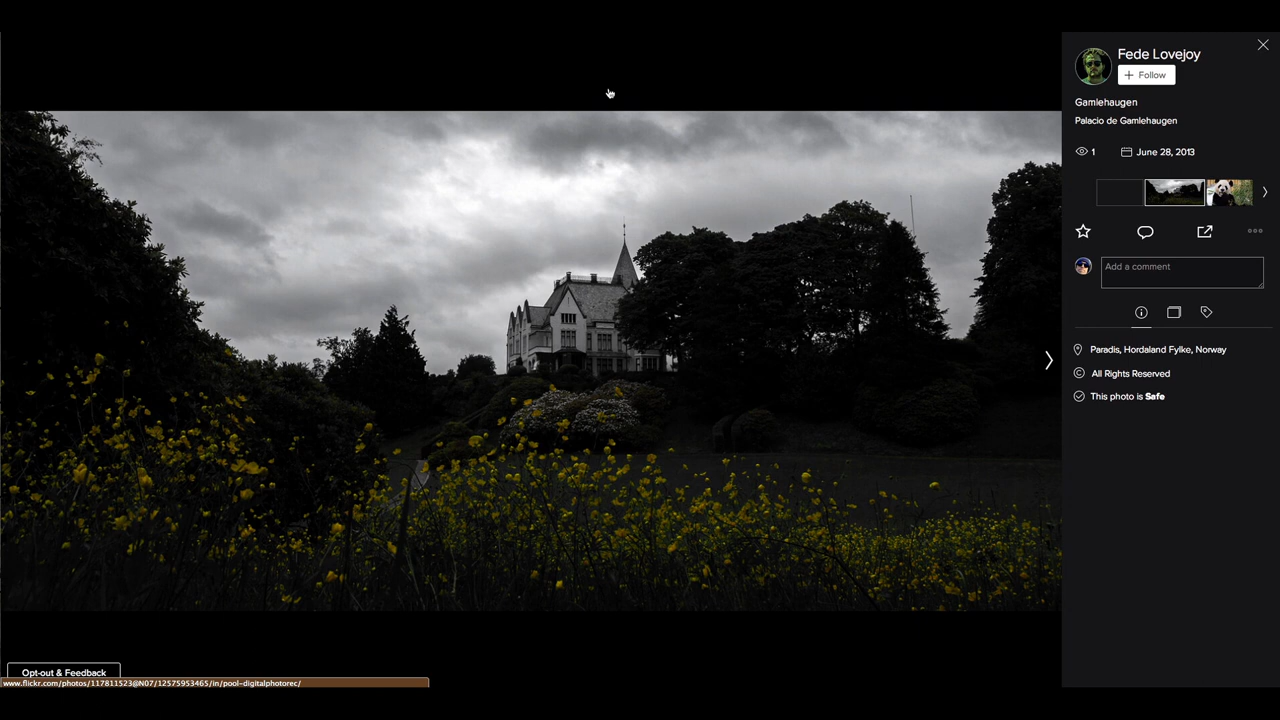 Fede Lovejoy
+ Follow
Gamlehaugen
Palacio de Gamlehaugen
1
June 28, 2013
Add a comment
Paradis, Hordaland Fylke, Norway
© All Rights Reserved
This photo is Safe
Opt-out & Feedback
www.flickr.com/photos/117811523@N07/12575953465/in/pool-digitalphotorec/